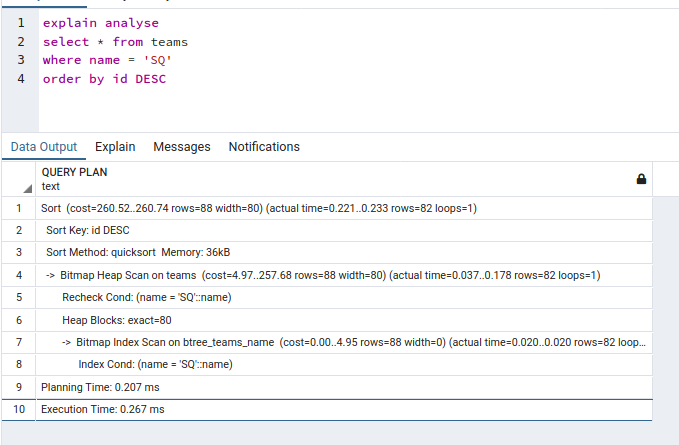 1 explain analyse
2 select * from teams
3 where name = 'SQ'
4 order by id DESC
Data Output Explain Messages Notifications
QUERY PLAN
text
1 Sort (cost=260.52..260.74 rows=88 width=80) (actual time=0.221..0.233 rows=82 loops=1)
2 Sort Key: id DESC
3 Sort Method: quicksort Memory: 36kB
4 -> Bitmap Heap Scan on teams (cost=4.97..257.68 rows=88 width=80) (actual time=0.037..0.178 rows=82 loops=1)
5 Recheck Cond: (name = 'SQ'::name)
6 Heap Blocks: exact=80
7 -> Bitmap Index Scan on btree_teams_name (cost=0.00..4.95 rows=88 width=0) (actual time=0.020..0.020 rows=82 loop...
8 Index Cond: (name = 'SQ'::name)
9 Planning Time: 0.207 ms
10 Execution Time: 0.267 ms